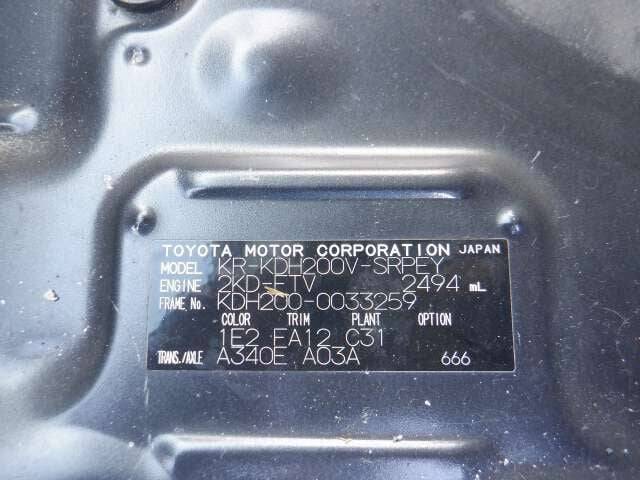 TOYOTA MOTOR CORPORATION JAPAN
MODEL KR-KDH200V-SRPEY
ENGINE 2KD-FTV 2494 mL
FRAME No. KDH200-0033259
COLOR TRIM PLANT OPTION
1E2 FA12 C31
TRANS./AXLE A340E A03A 666